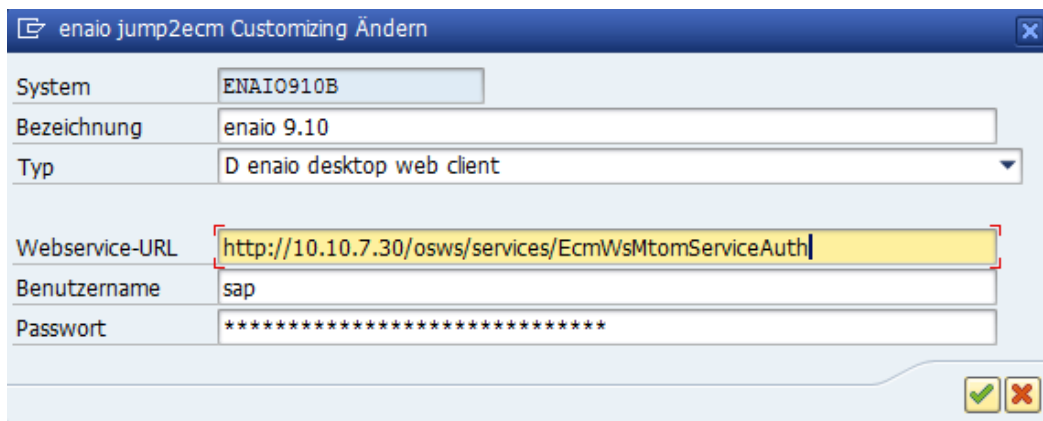 enaio jump2ecm Customizing Ändern
System ENAIO910B
Bezeichnung enaio 9.10
Typ D enaio desktop web client
Webservice-URL http://10.10.7.30/osws/services/EcmWsMtomServiceAuth
Benutzername sap
Passwort ******************************